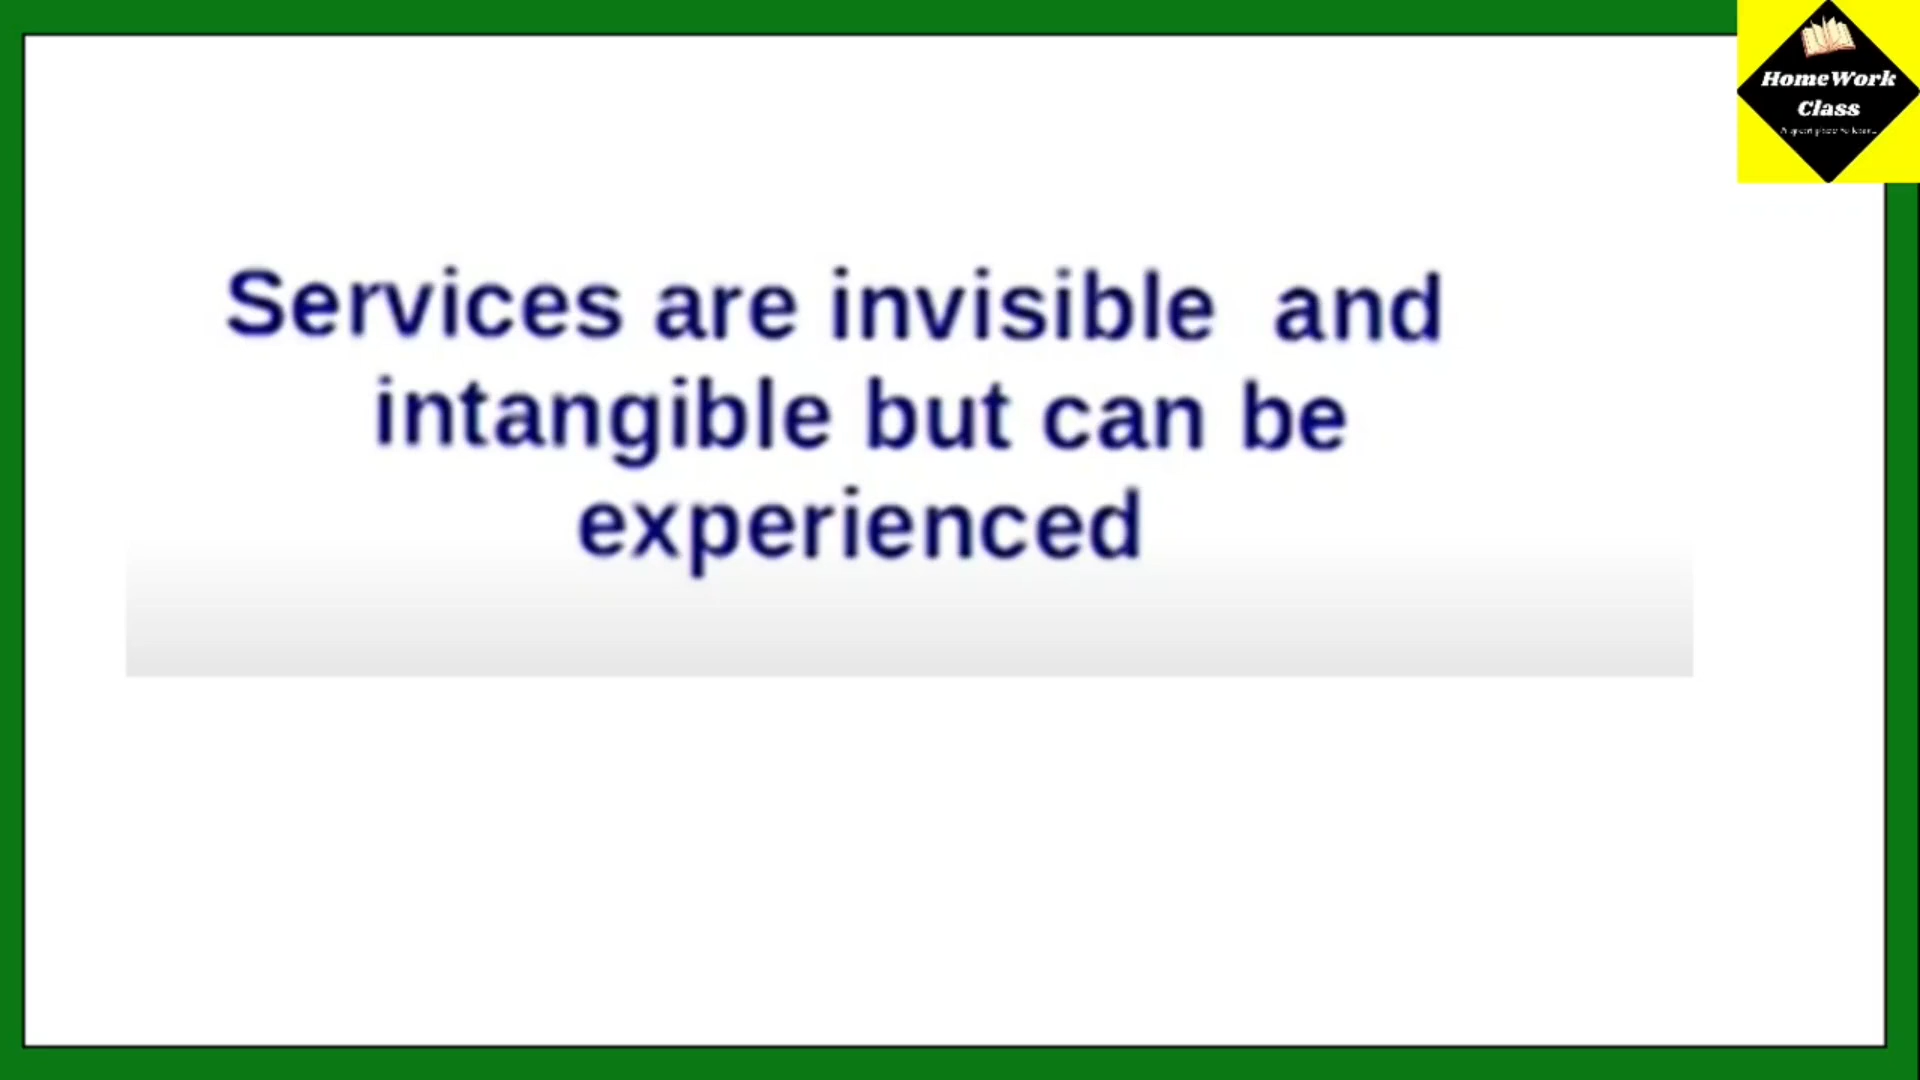 HomeWork
Class
Services are invisible and
intangible but can be
experienced